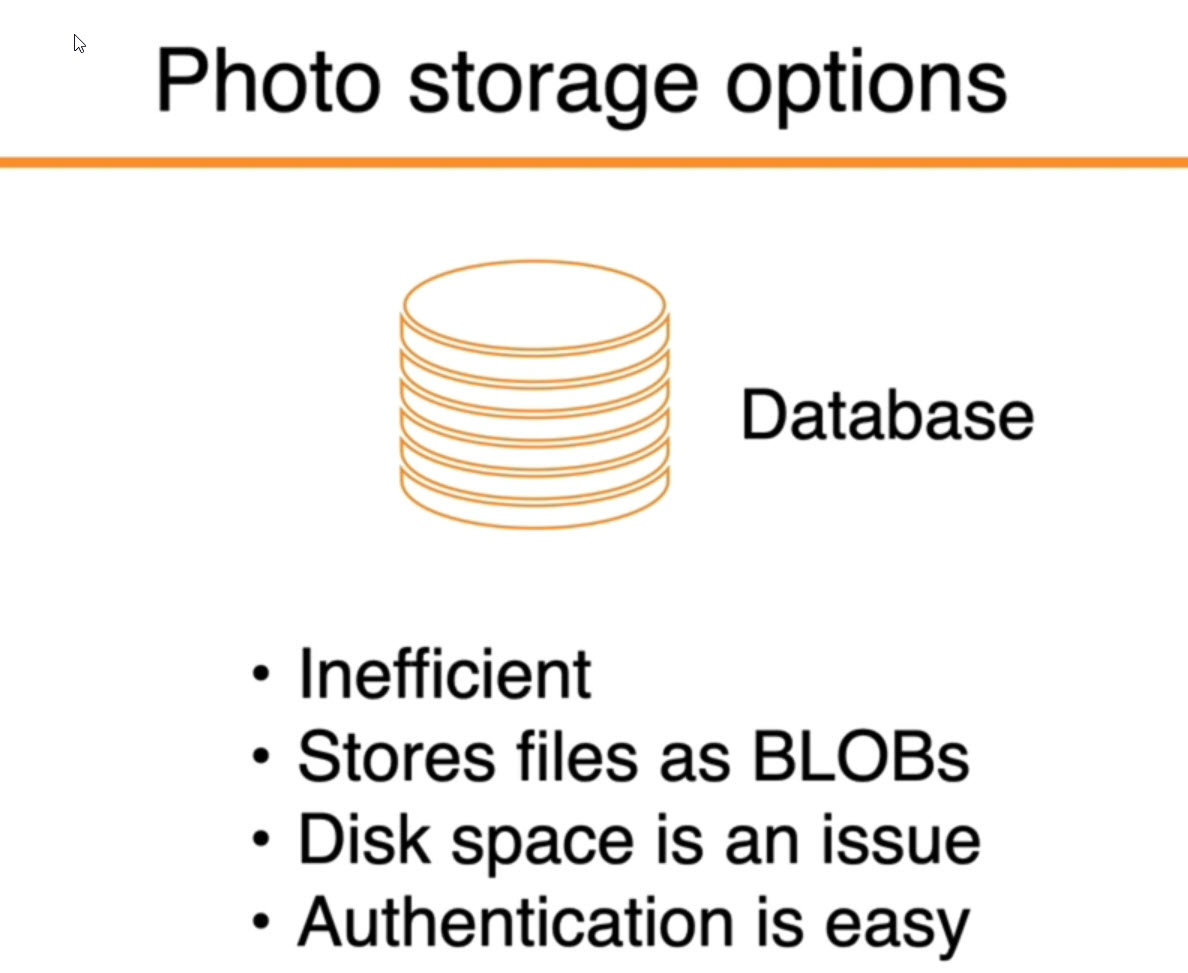 Photo storage options
Database
• Inefficient
• Stores files as BLOBs
• Disk space is an issue
• Authentication is easy